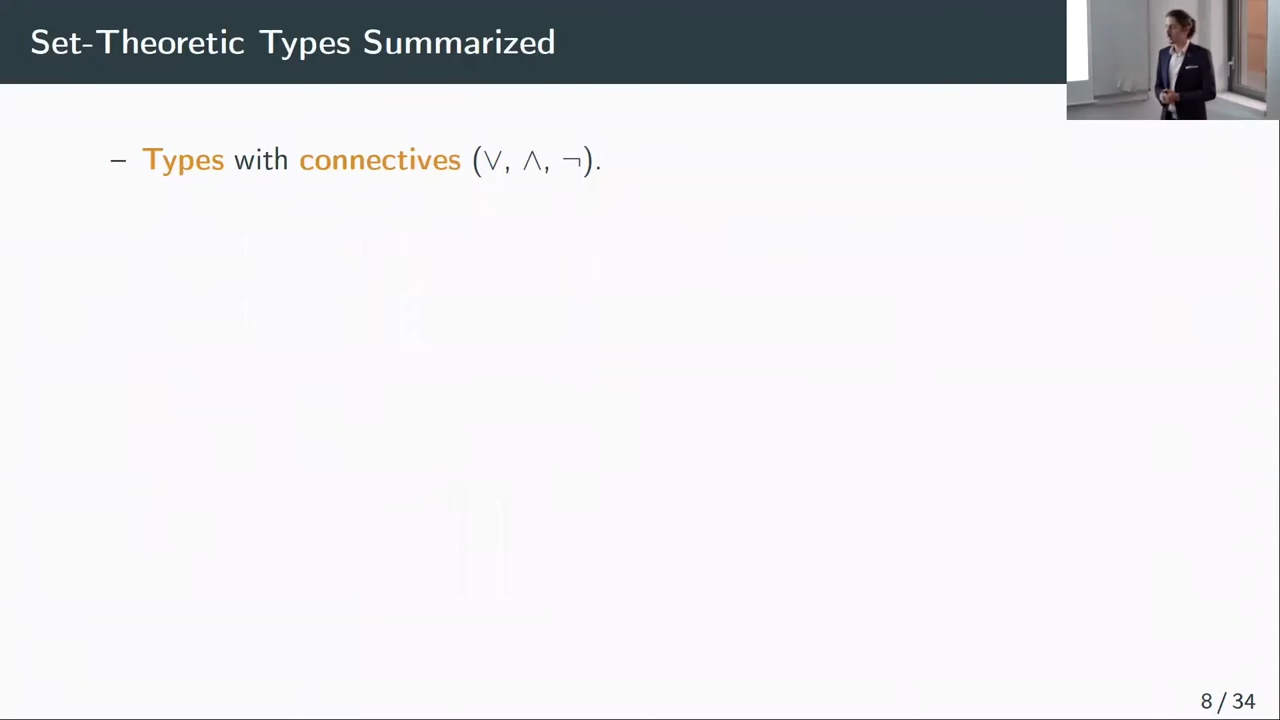 Set-Theoretic Types Summarized
– Types with connectives (∨, ∧, ¬).
8 / 34